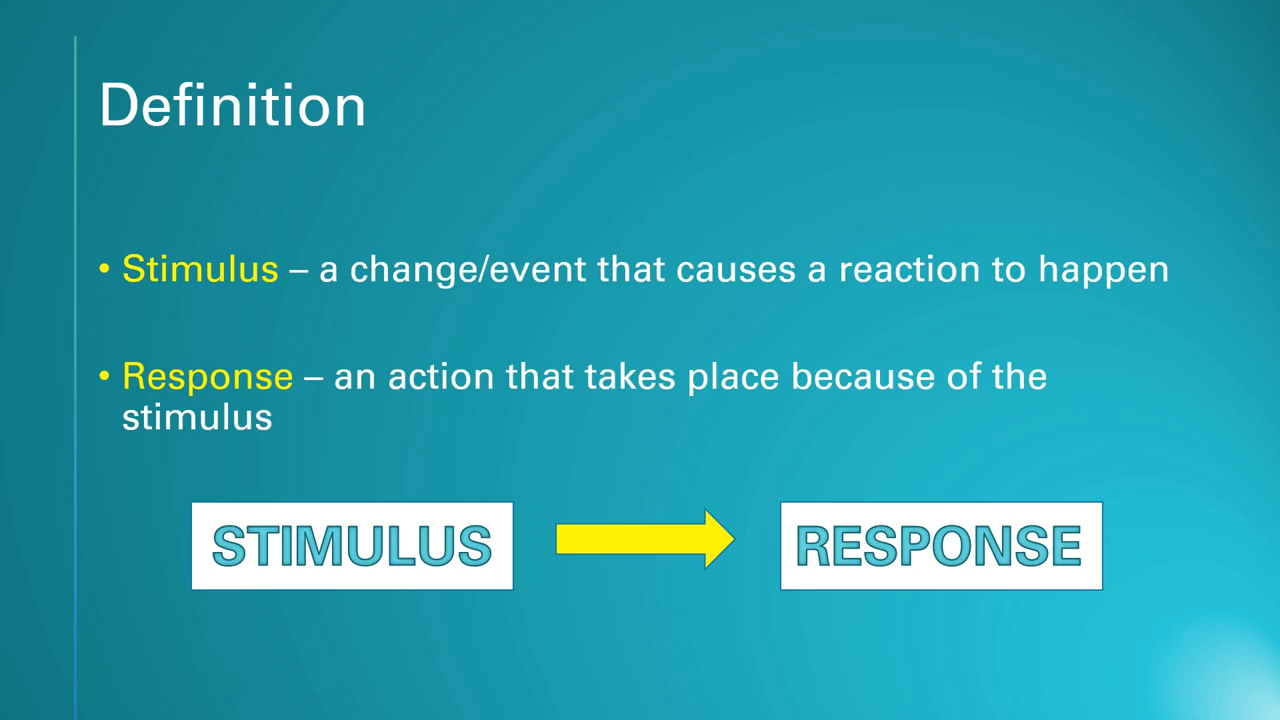 Definition
• Stimulus – a change/event that causes a reaction to happen
• Response – an action that takes place because of the
stimulus
STIMULUS
RESPONSE